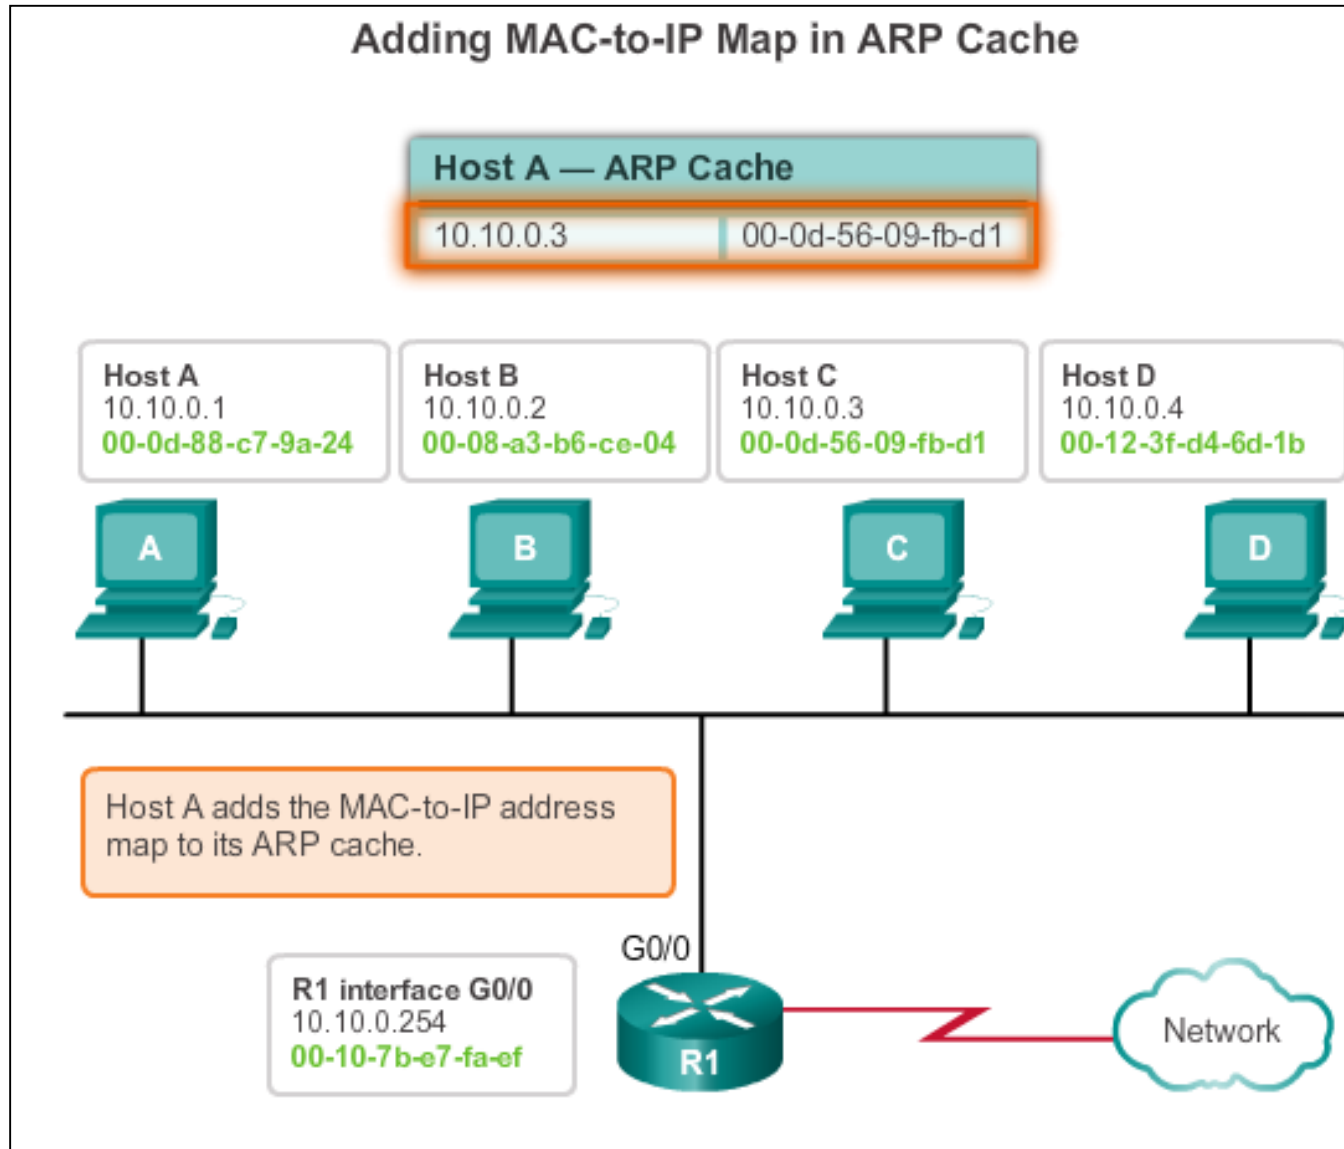 Adding MAC-to-IP Map in ARP Cache
Host A — ARP Cache
10.10.0.3 00-0d-56-09-fb-d1
Host A
10.10.0.1
00-0d-88-c7-9a-24
Host B
10.10.0.2
00-08-a3-b6-ce-04
Host C
10.10.0.3
00-0d-56-09-fb-d1
Host D
10.10.0.4
00-12-3f-d4-6d-1b
A
B
C
D
Host A adds the MAC-to-IP address
map to its ARP cache.
G0/0
R1 interface G0/0
10.10.0.254
00-10-7b-e7-fa-ef
R1
Network